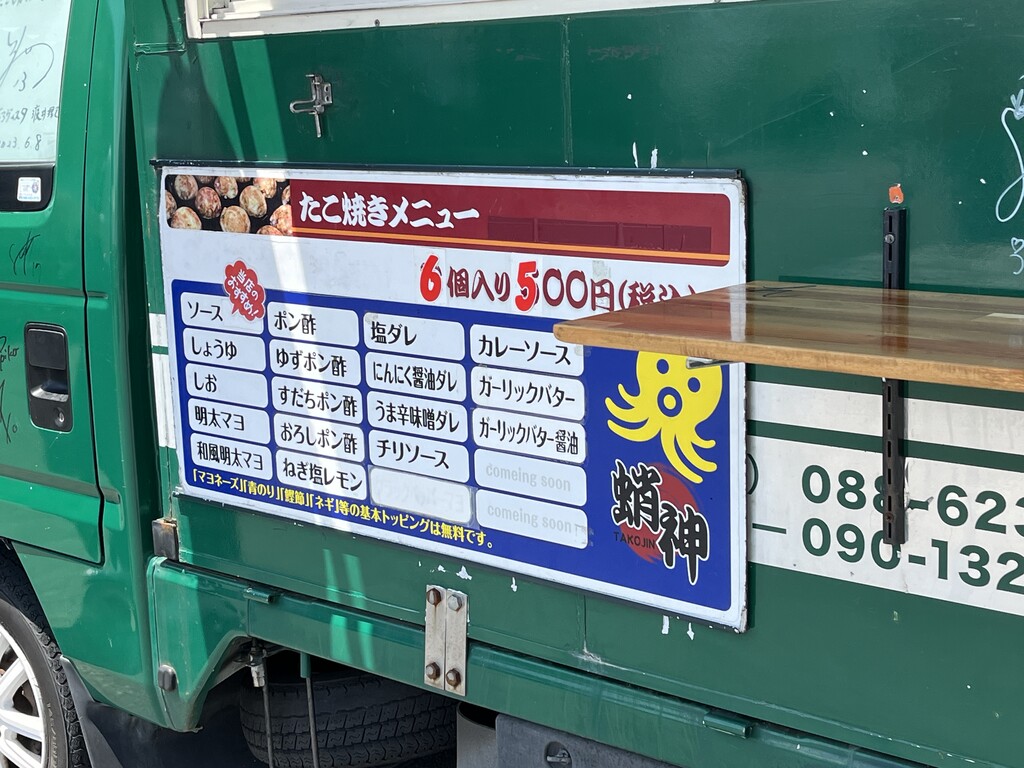 たこ焼きメニュー
6個入り500円(税込)
当店の
おすすめ!
ソース
しょうゆ
しお
明太マヨ
和風明太マヨ
ポン酢
ゆずポン酢
すだちポン酢
おろしポン酢
ねぎ塩レモン
塩ダレ
にんにく醤油ダレ
うま辛味噌ダレ
チリソース
カレーソース
ガーリックバター
ガーリックバター醤油
comeing soon
comeing soon
「マヨネーズ」「青のり」「鰹節」「ネギ」等の基本トッピングは無料です。
蛸神
TAKOJIN
088-623
090-132
13
6.8